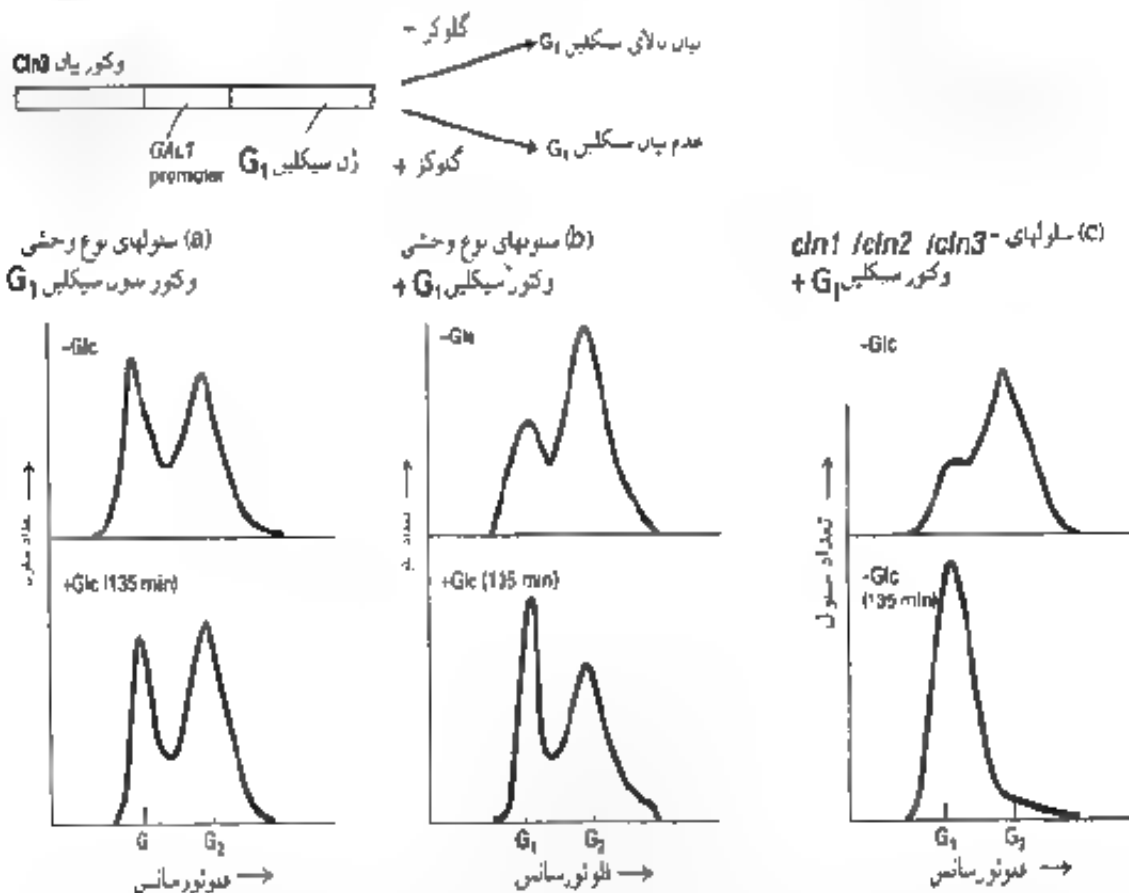 − گلوکز
بیان بالای سیکلین G₁
وکتور بیان Cln3
GAL1
promoter
ژن سیکلین G₁
+ گلوکز
عدم بیان سیکلین G₁
(a) سلولهای نوع وحشی
وکتور بدون سیکلین G₁
(b) سلولهای نوع وحشی
+ G₁ وکتور سیکلین
(c) سلولهای cln1⁻ /cln2⁻ /cln3⁻
+ G₁ وکتور سیکلین
–Glc
تعداد سلول
+Glc (135 min)
G
G₂
فلوئورسانس
تعداد
+Glc (135 min)
G₁
G₂
فلوئورسانس
–Glc
تعداد سلول
-Glc
(135 min)
G₁
فلوئورسانس